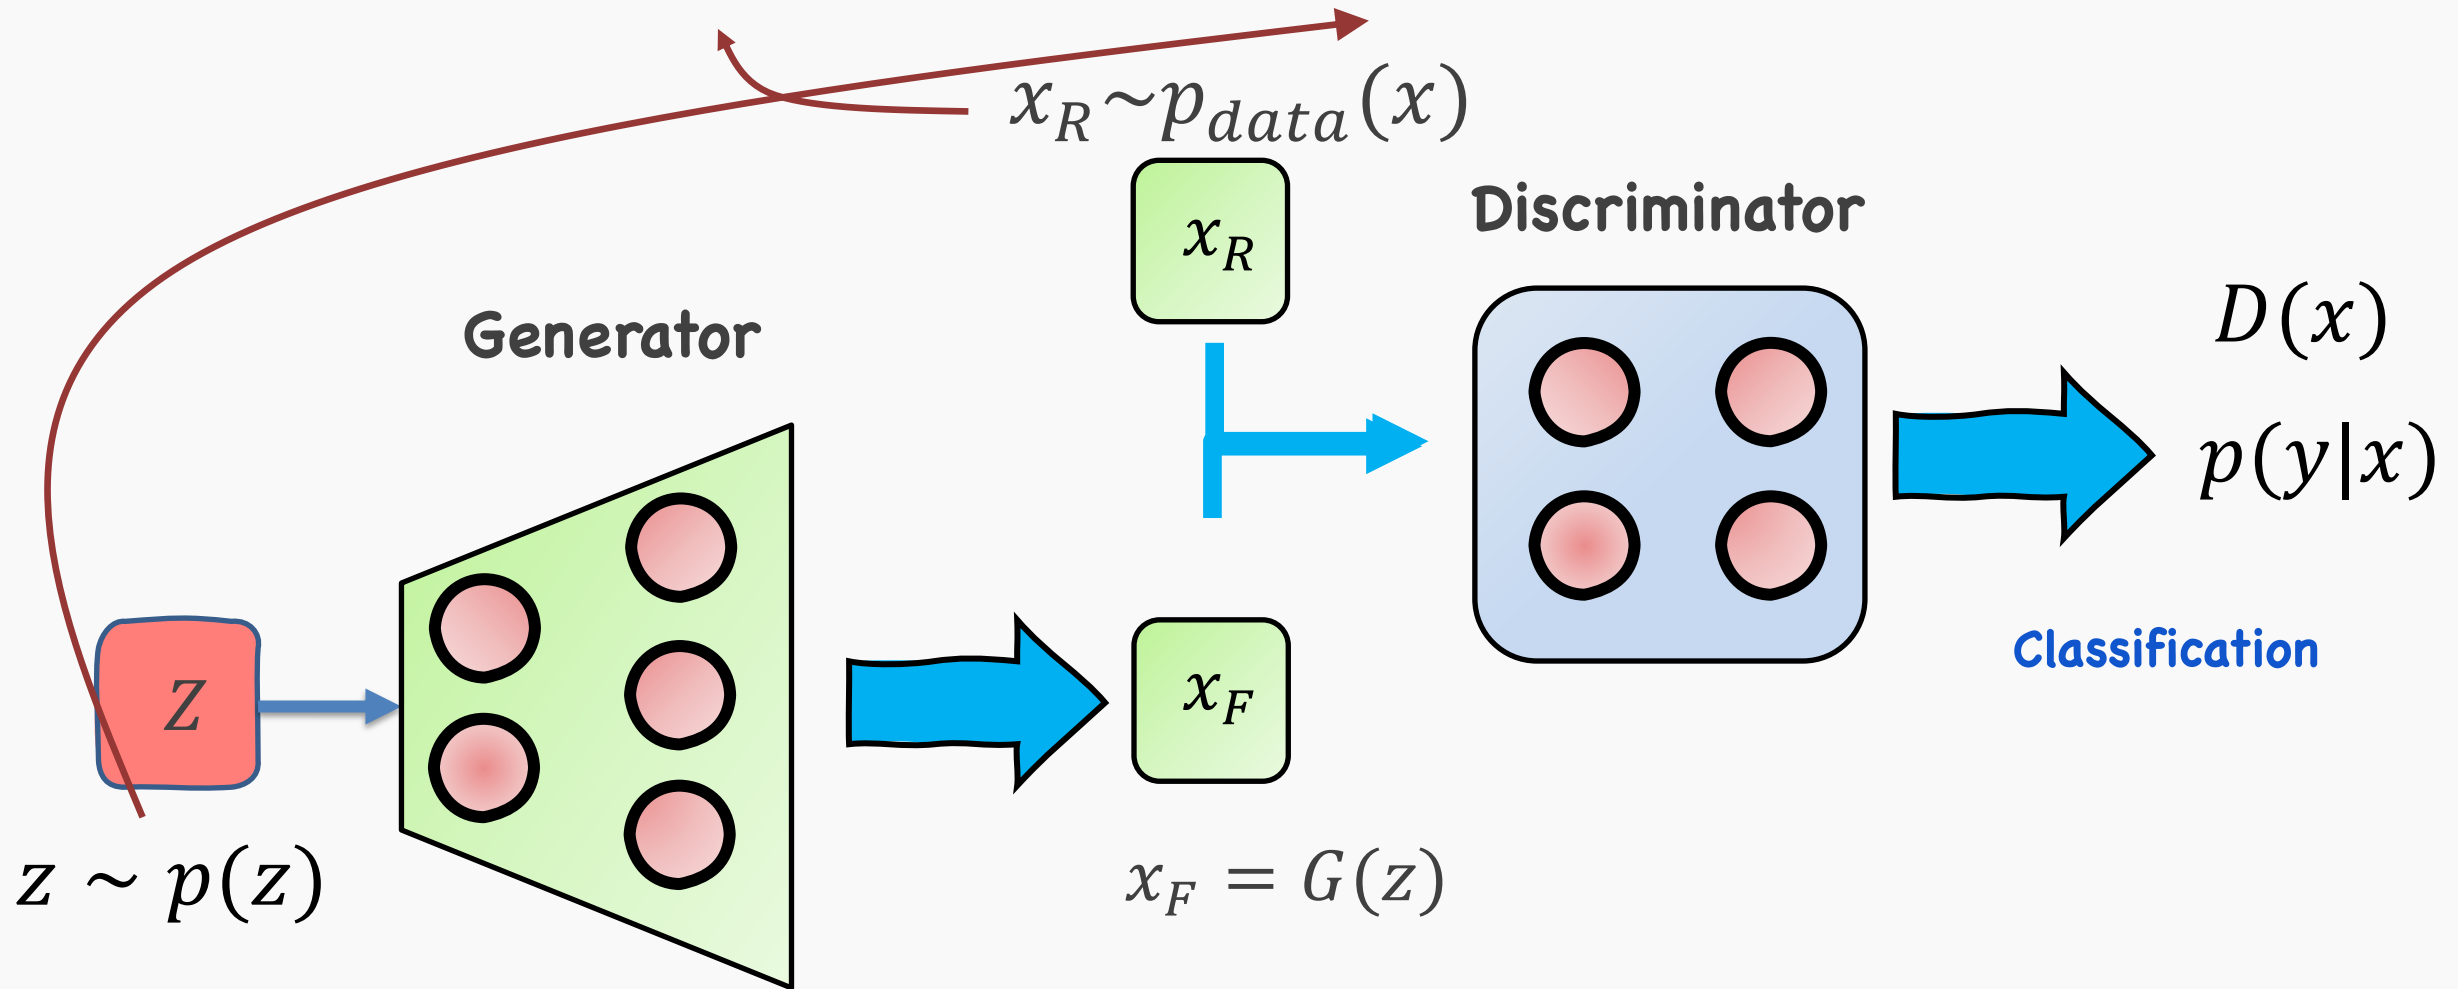 x_R~p_data(x)
x_R
Discriminator
Generator
D(x)
p(y|x)
Classification
z
x_F
z ~ p(z)
x_F = G(z)